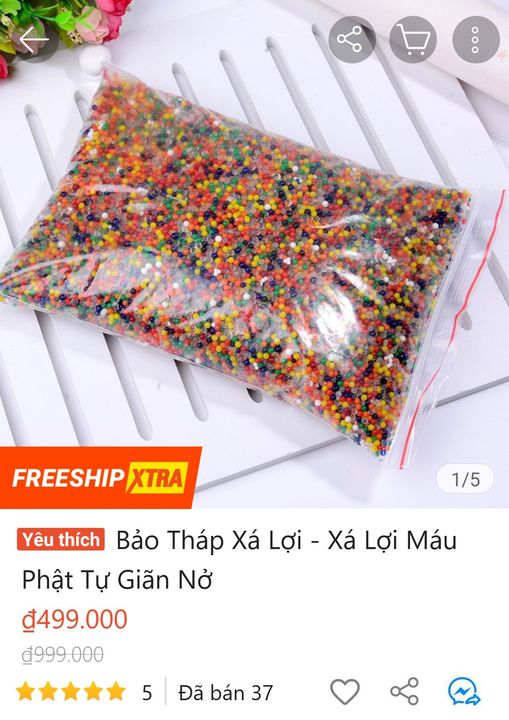 FREESHIP XTRA
1/5
Yêu thích Bảo Tháp Xá Lợi - Xá Lợi Máu
Phật Tự Giãn Nở
₫499.000
₫999.000
5 Đã bán 37